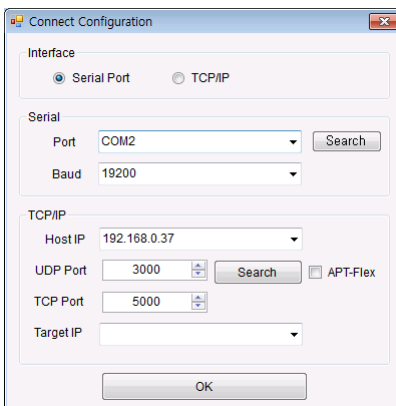 Connect Configuration
Interface
Serial Port TCP/IP
Serial
Port COM2 Search
Baud 19200
TCP/IP
Host IP 192.168.0.37
UDP Port 3000 Search APT-Flex
TCP Port 5000
Target IP
OK